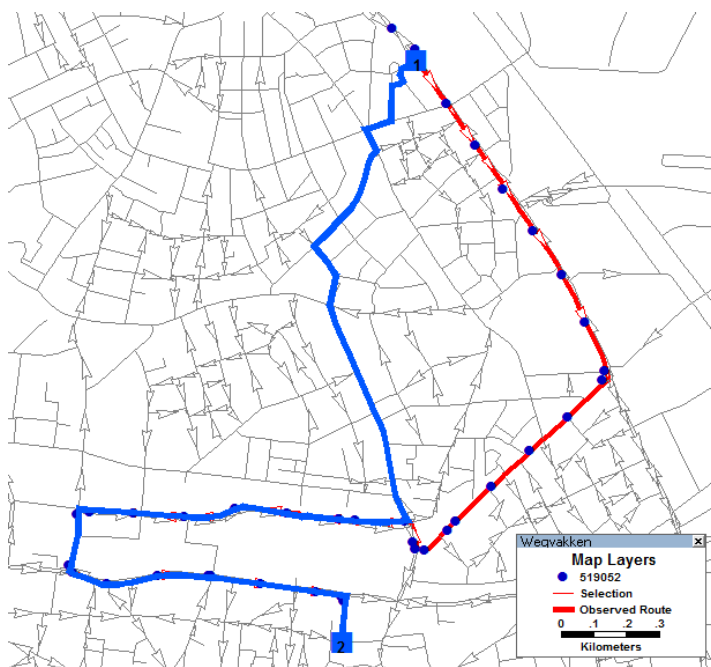 1
Wegvakken
Map Layers
519052
Selection
Observed Route
0 .1 .2 .3
Kilometers
2